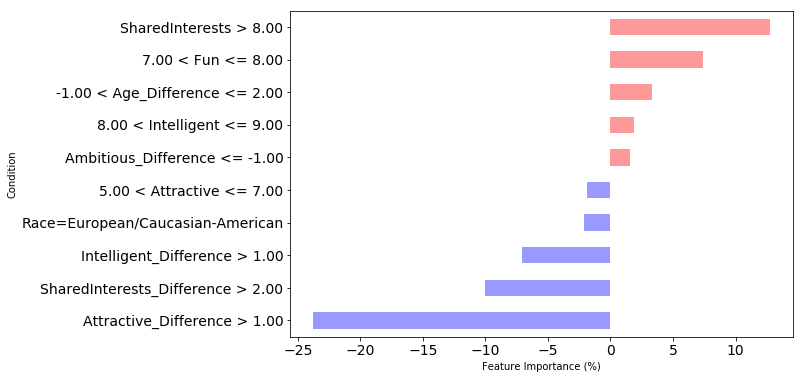 SharedInterests > 8.00
7.00 < Fun <= 8.00
-1.00 < Age_Difference <= 2.00
8.00 < Intelligent <= 9.00
Ambitious_Difference <= -1.00
5.00 < Attractive <= 7.00
Race=European/Caucasian-American
Intelligent_Difference > 1.00
SharedInterests_Difference > 2.00
Attractive_Difference > 1.00
Condition
−25 −20 −15 −10 −5 0 5 10
Feature Importance (%)